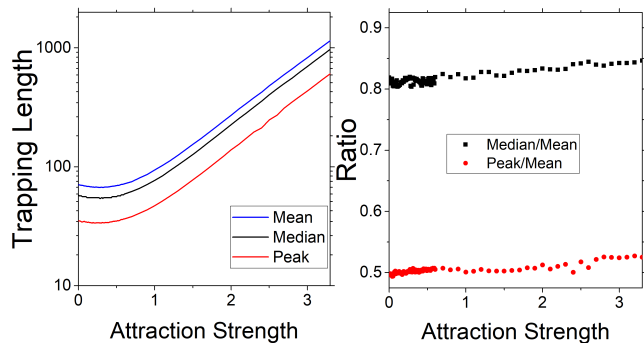 Trapping Length
1000
100
10
Mean
Median
Peak
0 1 2 3
Attraction Strength
Ratio
0.9
0.8
0.7
0.6
0.5
Median/Mean
Peak/Mean
0 1 2 3
Attraction Strength